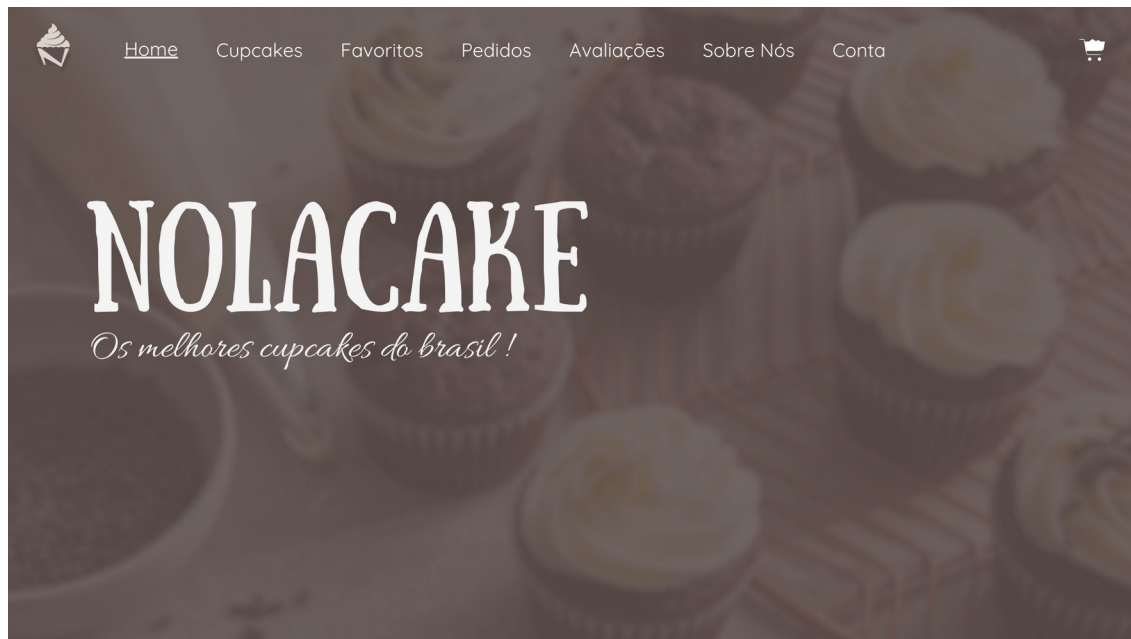 Home Cupcakes Favoritos Pedidos Avaliações Sobre Nós Conta
NOLACAKE
Os melhores cupcakes do brasil !